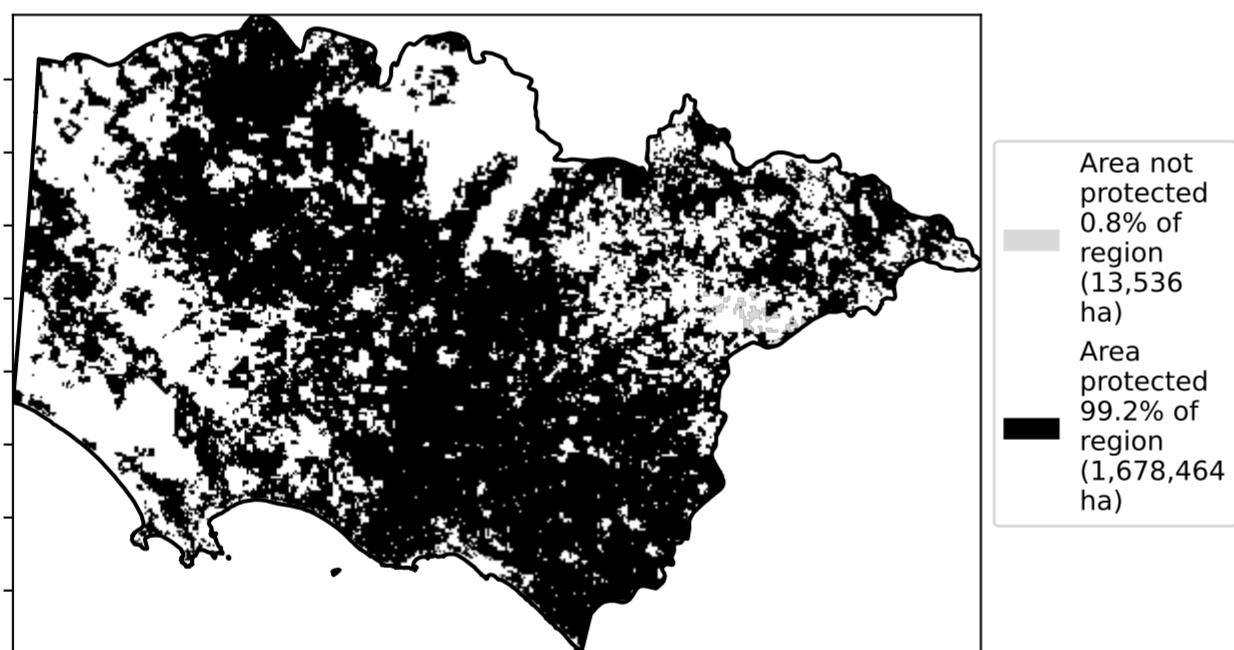 Area not
protected
0.8% of
region
(13,536
ha)
Area
protected
99.2% of
region
(1,678,464
ha)